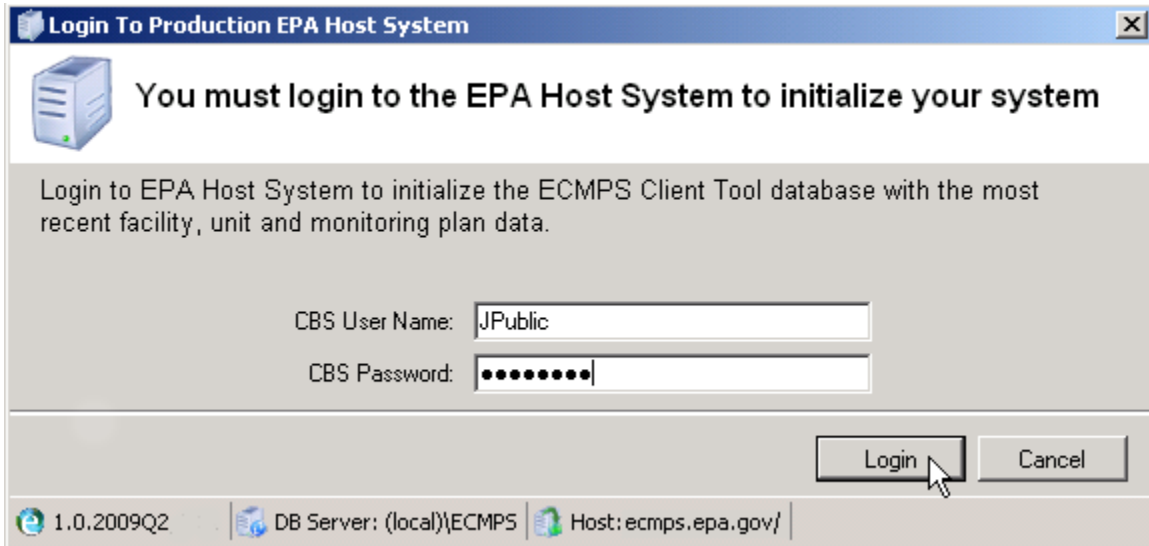 Login To Production EPA Host System
You must login to the EPA Host System to initialize your system
Login to EPA Host System to initialize the ECMPS Client Tool database with the most
recent facility, unit and monitoring plan data.
CBS User Name: JPublic
CBS Password: ●●●●●●●●
Login Cancel
1.0.2009Q2 DB Server: (local)\ECMPS Host: ecmps.epa.gov/